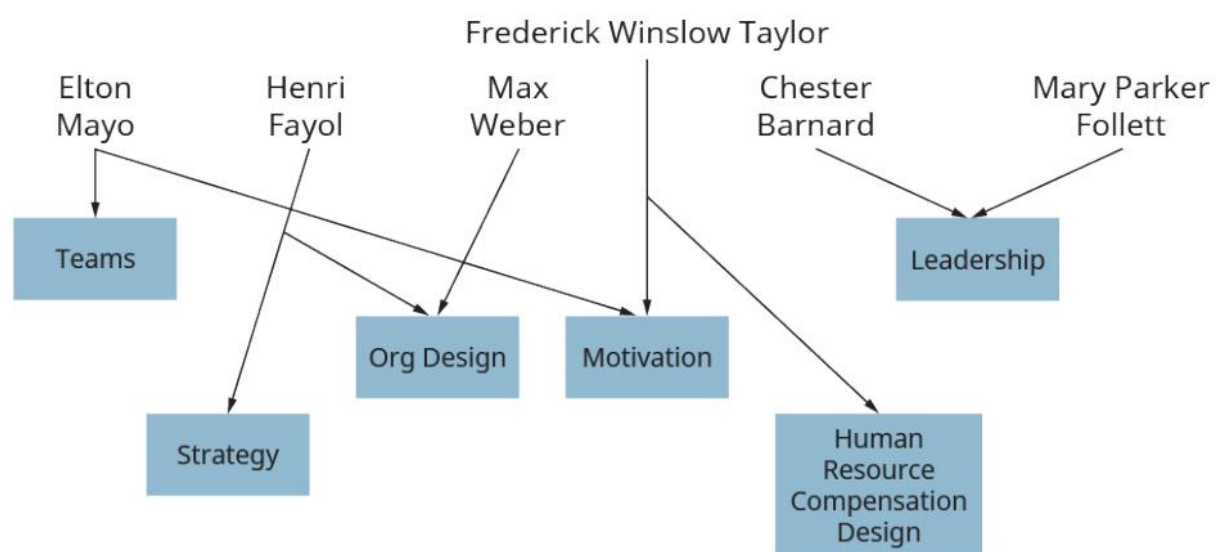 Frederick Winslow Taylor
Elton
Mayo
Henri
Fayol
Max
Weber
Chester
Barnard
Mary Parker
Follett
Teams
Leadership
Org Design
Motivation
Strategy
Human
Resource
Compensation
Design